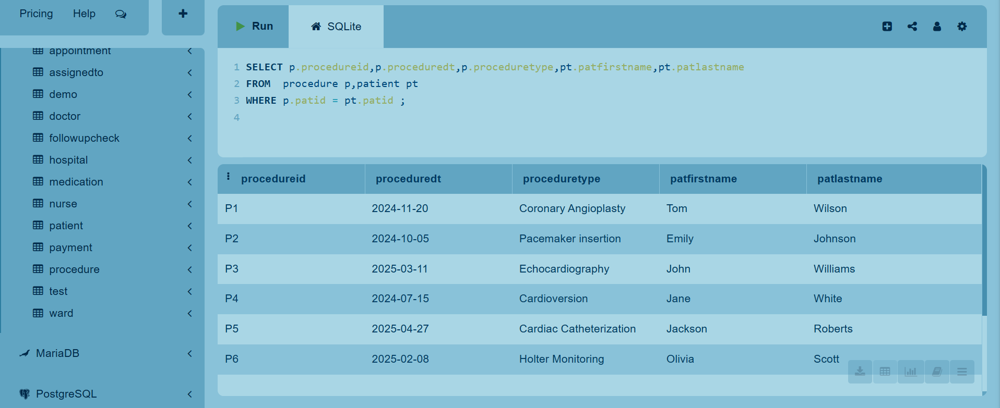 Pricing Help
appointment
assignedto
demo
doctor
followupcheck
hospital
medication
nurse
patient
payment
procedure
test
ward
MariaDB
PostgreSQL
Run SQLite
1 SELECT p.procedureid,p.proceduredt,p.proceduretype,pt.patfirstname,pt.patlastname
2 FROM  procedure p,patient pt
3 WHERE p.patid = pt.patid ;
4
procedureid proceduredt proceduretype patfirstname patlastname
P1 2024-11-20 Coronary Angioplasty Tom Wilson
P2 2024-10-05 Pacemaker insertion Emily Johnson
P3 2025-03-11 Echocardiography John Williams
P4 2024-07-15 Cardioversion Jane White
P5 2025-04-27 Cardiac Catheterization Jackson Roberts
P6 2025-02-08 Holter Monitoring Olivia Scott